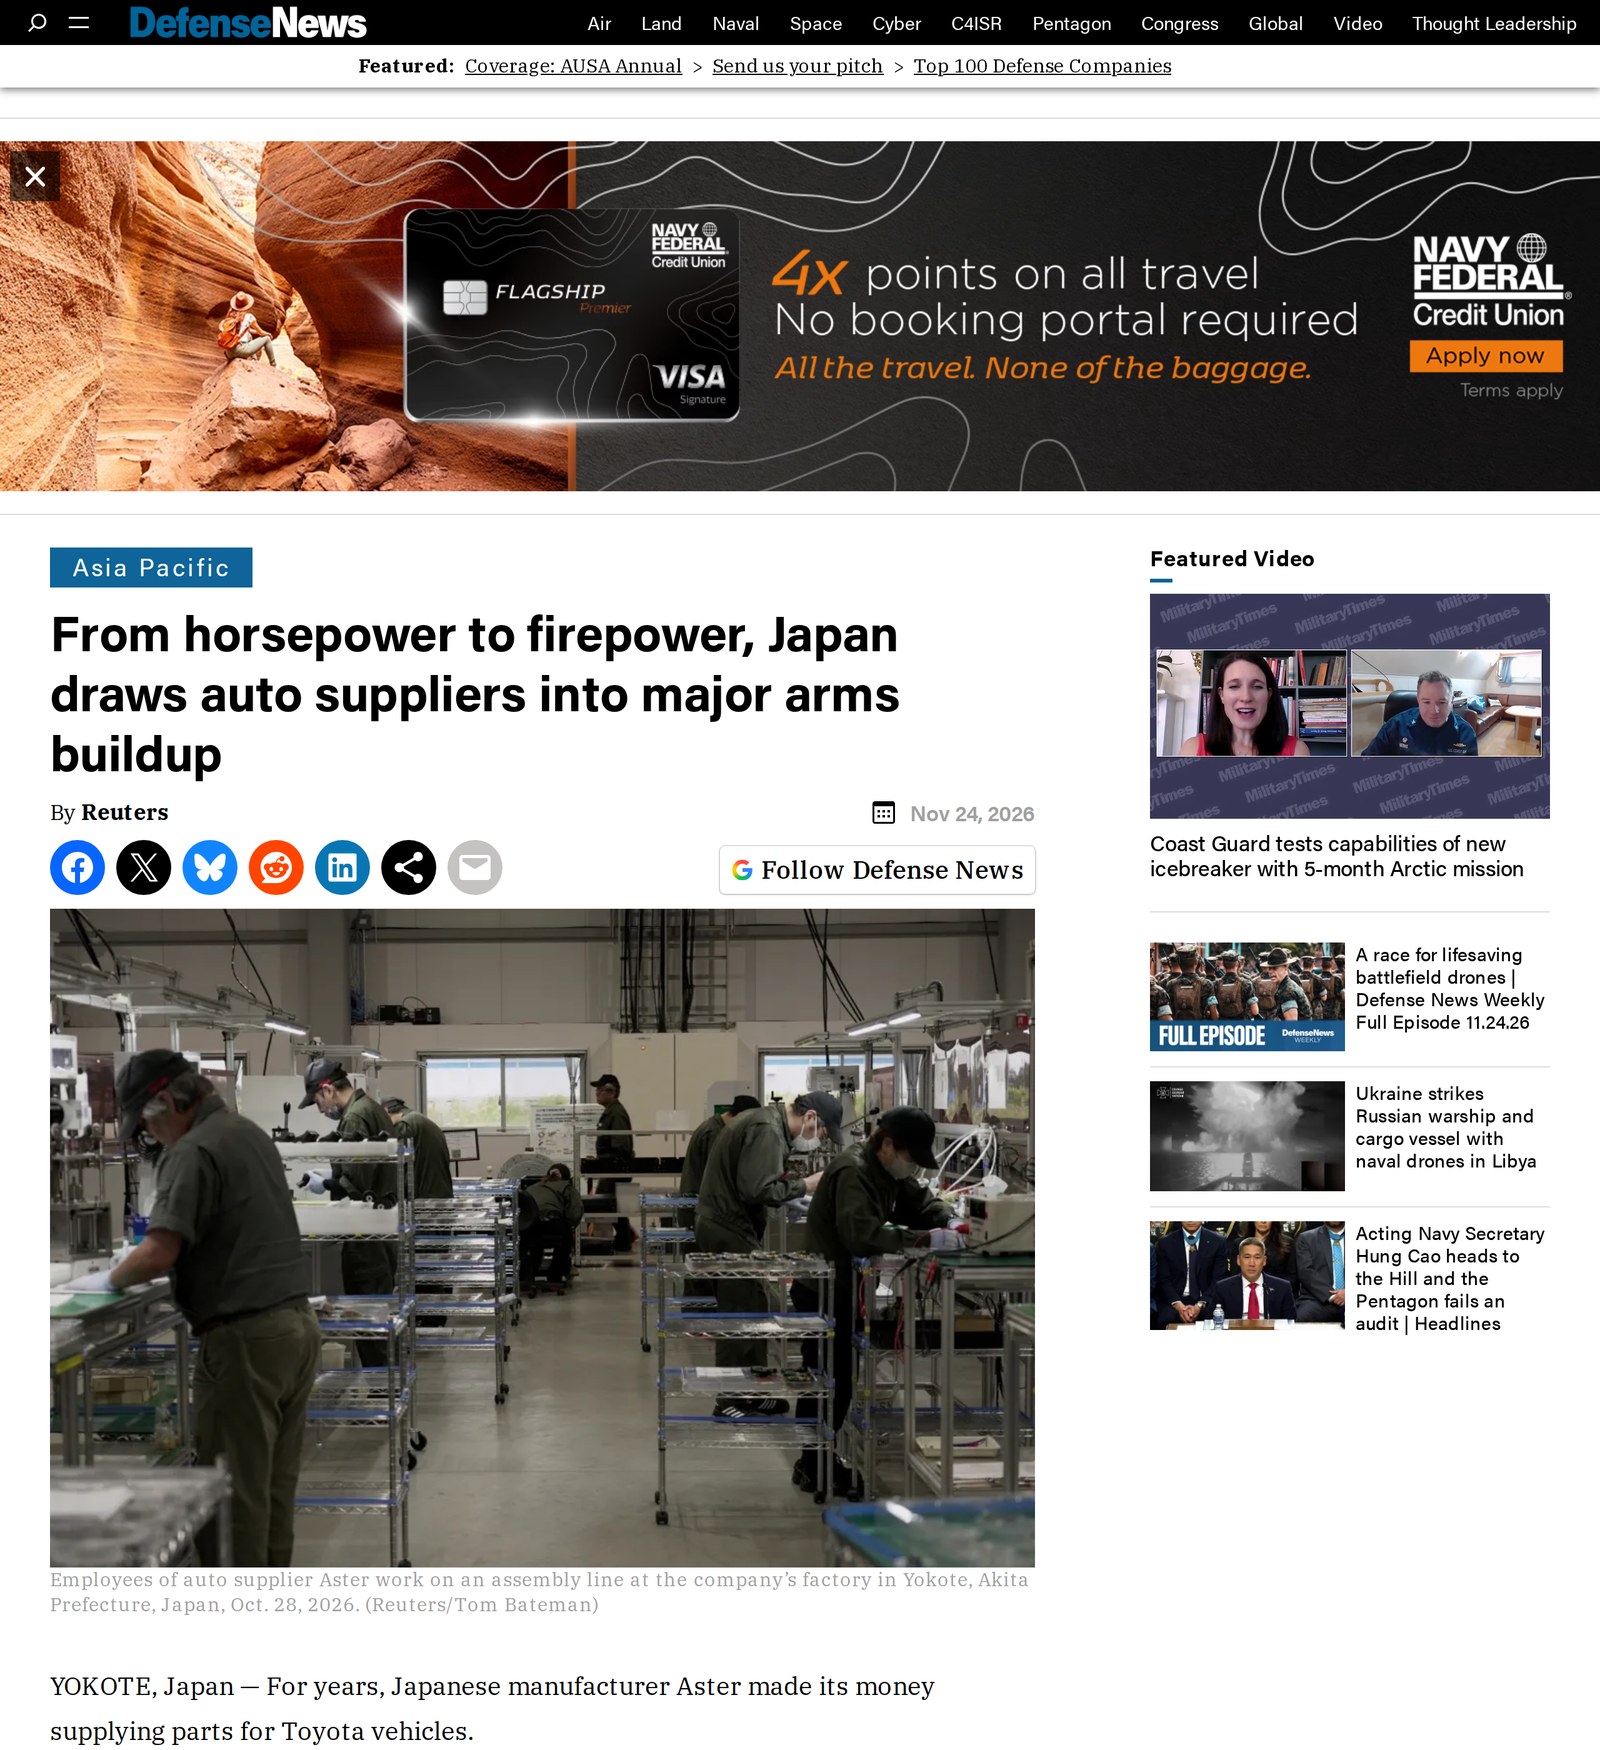 DefenseNews
Air Land Naval Space Cyber C4ISR Pentagon Congress Global Video Thought Leadership
Featured: Coverage: AUSA Annual > Send us your pitch > Top 100 Defense Companies
NAVY
FEDERAL
Credit Union
FLAGSHIP
Premier
VISA
Signature
4x points on all travel
No booking portal required
All the travel. None of the baggage.
NAVY
FEDERAL®
Credit Union
Apply now
Terms apply
Asia Pacific
From horsepower to firepower, Japan
draws auto suppliers into major arms
buildup
By Reuters
Nov 24, 2026
Follow Defense News
Employees of auto supplier Aster work on an assembly line at the company's factory in Yokote, Akita
Prefecture, Japan, Oct. 28, 2026. (Reuters/Tom Bateman)
YOKOTE, Japan — For years, Japanese manufacturer Aster made its money
supplying parts for Toyota vehicles.
Featured Video
MilitaryTimes
MilitaryTimes
MilitaryTimes
MilitaryTimes
MilitaryTimes
MilitaryTimes
Coast Guard tests capabilities of new
icebreaker with 5-month Arctic mission
FULL EPISODE
DefenseNews
WEEKLY
A race for lifesaving
battlefield drones |
Defense News Weekly
Full Episode 11.24.26
Ukraine strikes
Russian warship and
cargo vessel with
naval drones in Libya
Acting Navy Secretary
Hung Cao heads to
the Hill and the
Pentagon fails an
audit | Headlines